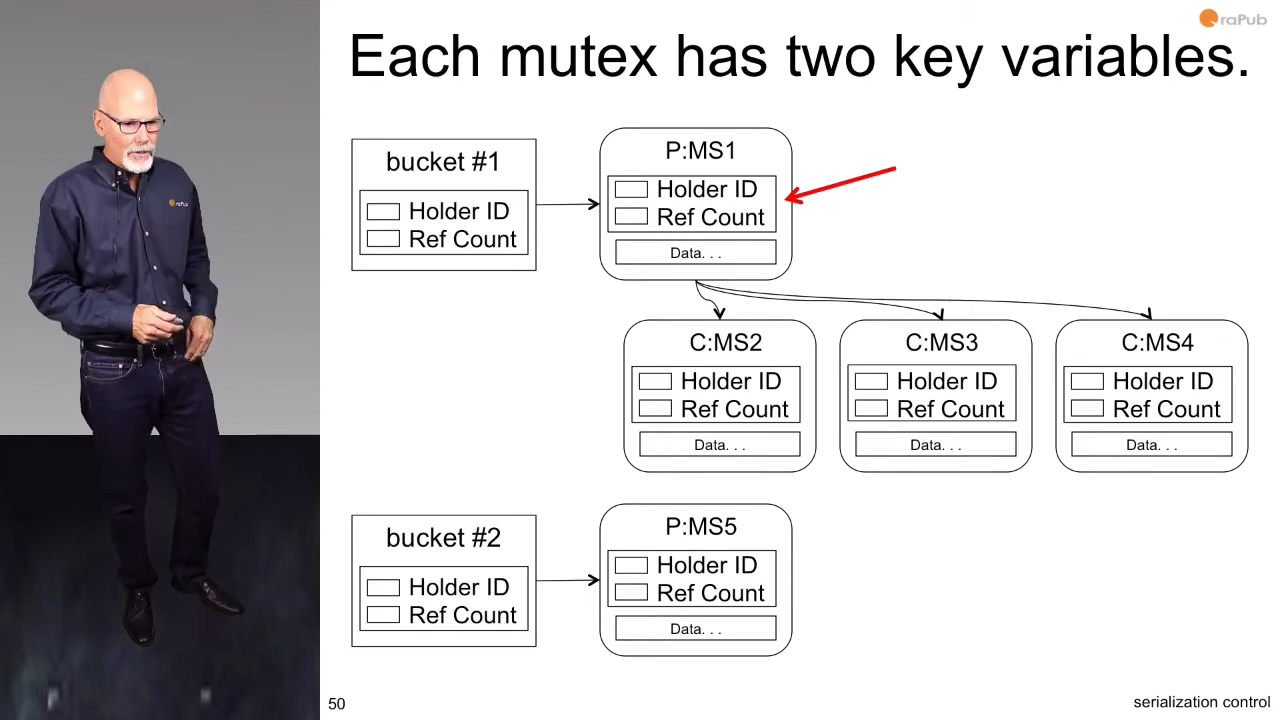 OraPub
Each mutex has two key variables.
bucket #1
Holder ID
Ref Count
P:MS1
Holder ID
Ref Count
Data. . .
C:MS2
Holder ID
Ref Count
Data. . .
C:MS3
Holder ID
Ref Count
Data. . .
C:MS4
Holder ID
Ref Count
Data. . .
bucket #2
Holder ID
Ref Count
P:MS5
Holder ID
Ref Count
Data. . .
50
serialization control